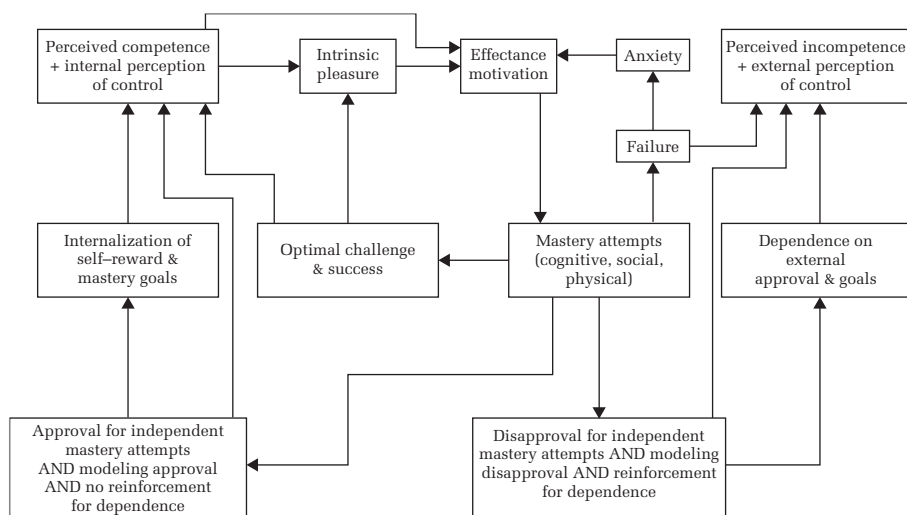 Perceived competence
+ internal perception
of control
Intrinsic
pleasure
Effectance
motivation
Anxiety
Perceived incompetence
+ external perception
of control
Failure
Internalization of
self–reward &
mastery goals
Optimal challenge
& success
Mastery attempts
(cognitive, social,
physical)
Dependence on
external
approval & goals
Approval for independent
mastery attempts
AND modeling approval
AND no reinforcement
for dependence
Disapproval for independent
mastery attempts AND modeling
disapproval AND reinforcement
for dependence